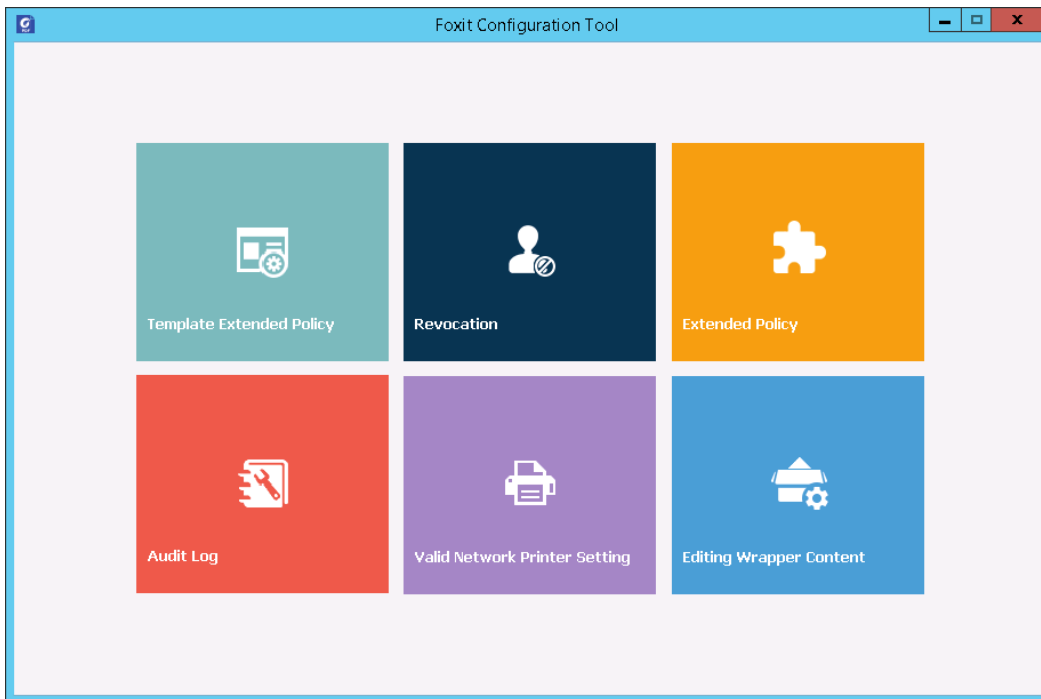 Foxit Configuration Tool
Template Extended Policy
Revocation
Extended Policy
Audit Log
Valid Network Printer Setting
Editing Wrapper Content